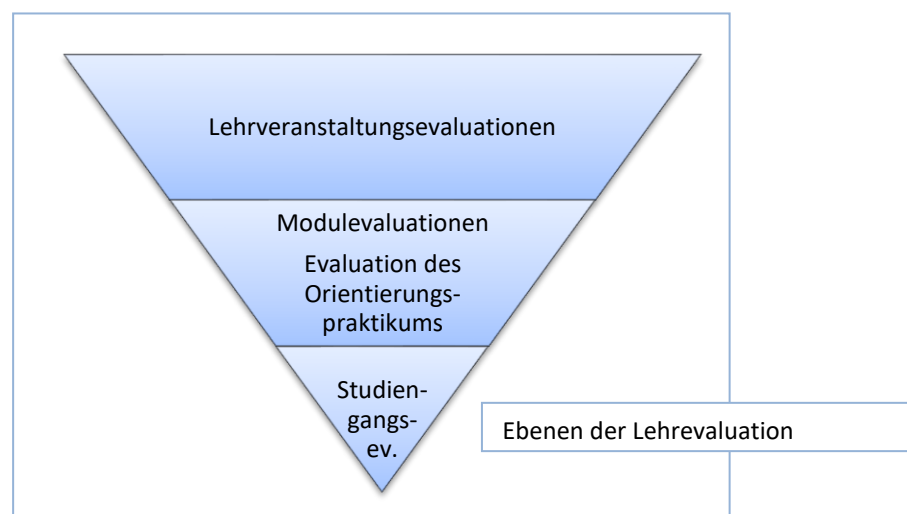 Lehrveranstaltungsevaluationen
Modulevaluationen
Evaluation des
Orientierungs-
praktikums
Studien-
gangs-
ev.
Ebenen der Lehrevaluation